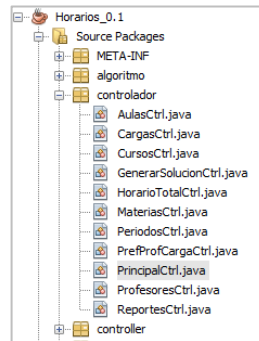 Horarios_0.1
Source Packages
META-INF
algoritmo
controlador
AulasCtrl.java
CargasCtrl.java
CursosCtrl.java
GenerarSolucionCtrl.java
HorarioTotalCtrl.java
MateriasCtrl.java
PeriodosCtrl.java
PrefProfCargaCtrl.java
PrincipalCtrl.java
ProfesoresCtrl.java
ReportesCtrl.java
controller